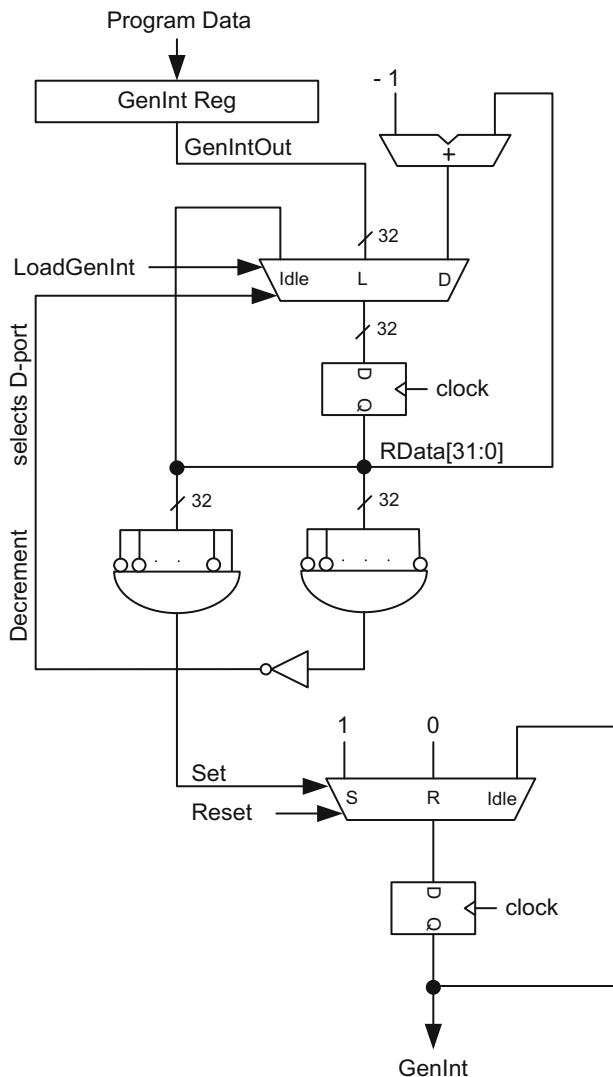 Program Data
GenInt Reg
- 1
GenIntOut
+
32
LoadGenInt
Idle L D
32
selects D-port
D
Q
clock
RData[31:0]
32 32
. . . . .
Decrement
1 0
Set
S R Idle
Reset
D
Q
clock
GenInt